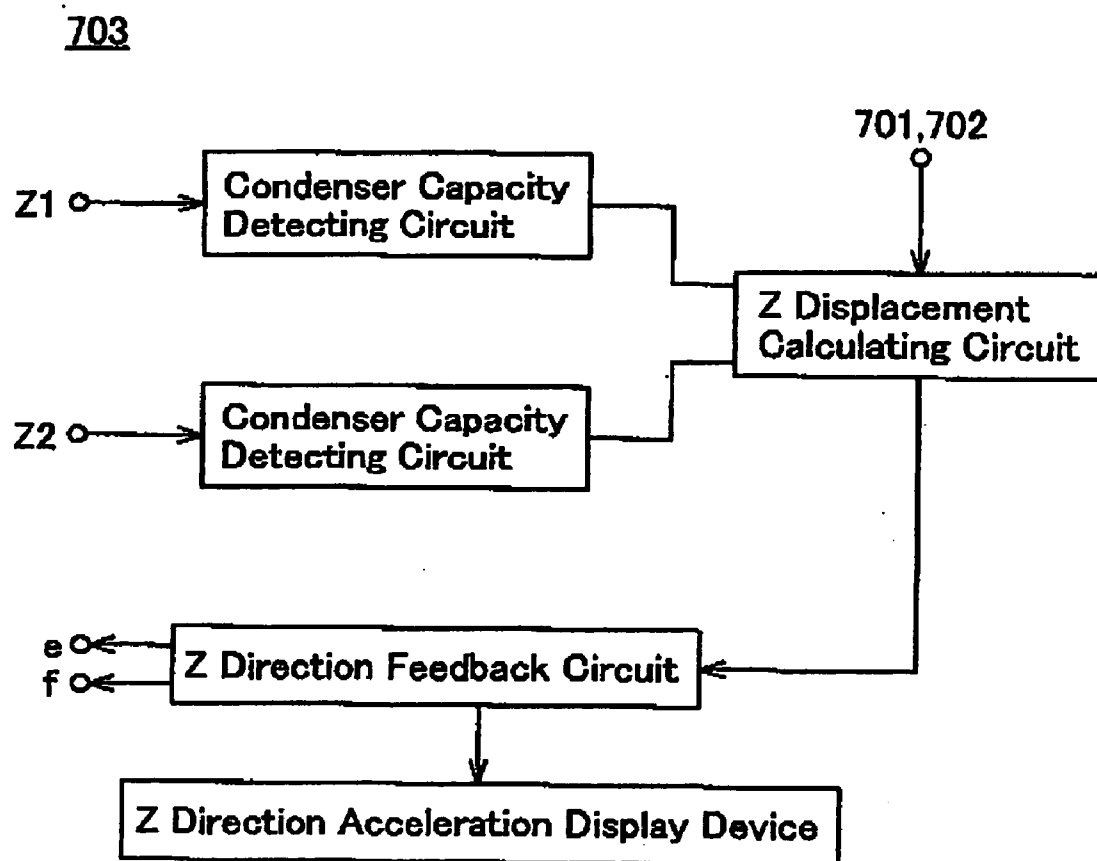 703
701,702
Z1
Condenser Capacity
Detecting Circuit
Z Displacement
Calculating Circuit
Z2
Condenser Capacity
Detecting Circuit
e
f
Z Direction Feedback Circuit
Z Direction Acceleration Display Device